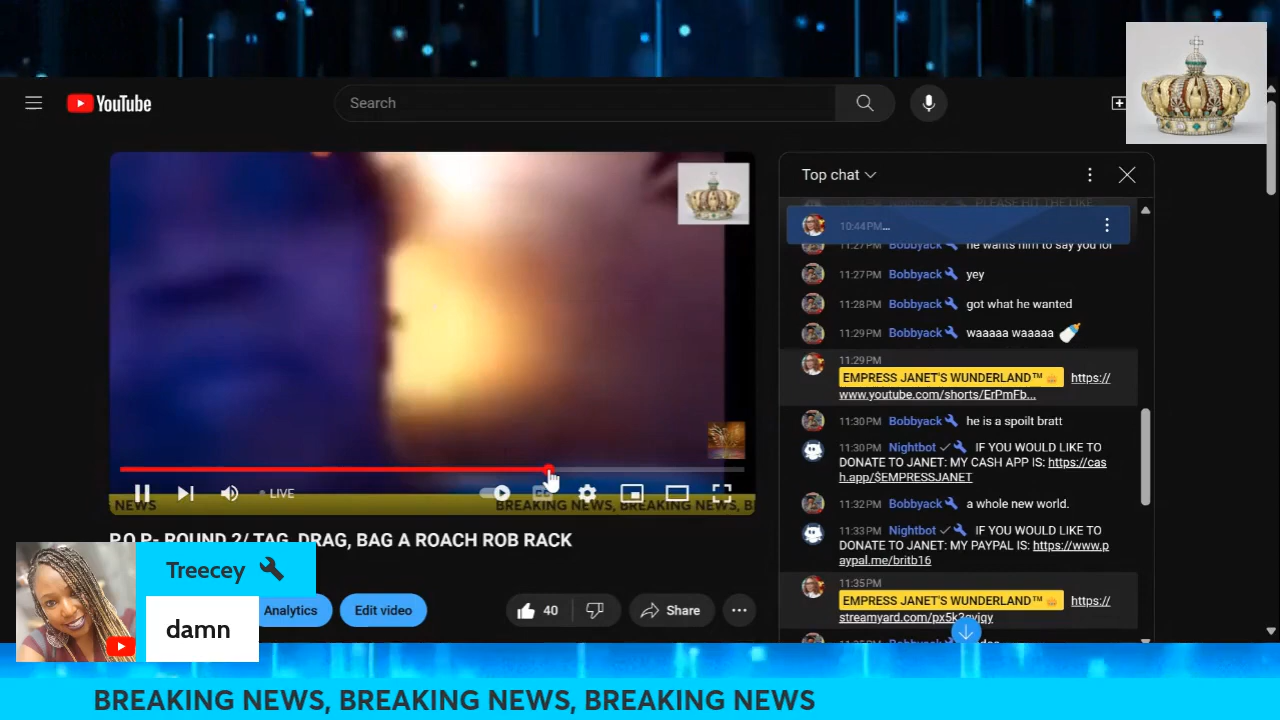 YouTube
Search
Top chat
PLEASE HIT THE LIKE
10:44PM...
11:27PM Bobbyack he wants him to say you lol
11:27PM Bobbyack yey
11:28PM Bobbyack got what he wanted
11:29PM Bobbyack waaaaa waaaaa
11:29PM
EMPRESS JANET'S WUNDERLAND™ https://
www.youtube.com/shorts/ErPmFb...
11:30PM Bobbyack he is a spoilt bratt
11:30PM Nightbot IF YOU WOULD LIKE TO
DONATE TO JANET: MY CASH APP IS: https://cas
h.app/$EMPRESSJANET
11:32PM Bobbyack a whole new world.
11:33PM Nightbot IF YOU WOULD LIKE TO
DONATE TO JANET: MY PAYPAL IS: https://www.p
aypal.me/britb16
11:35PM
EMPRESS JANET'S WUNDERLAND™ https://
LIVE
NEWS
BREAKING NEWS, BREAKING NEWS, B
P.O.P- ROUND 2/ TAG, DRAG, BAG A ROACH ROB RACK
Analytics
Edit video
40
Share
Treecey
damn
BREAKING NEWS, BREAKING NEWS, BREAKING NEWS